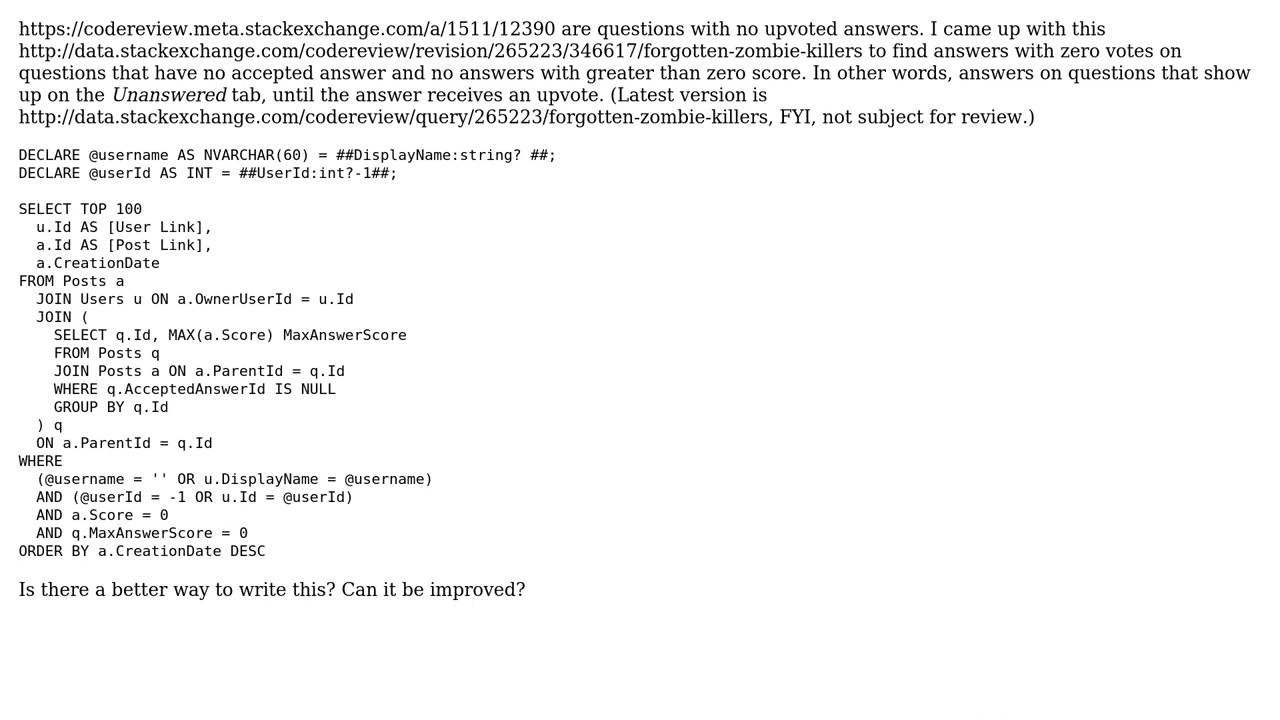 https://codereview.meta.stackexchange.com/a/1511/12390 are questions with no upvoted answers. I came up with this
http://data.stackexchange.com/codereview/revision/265223/346617/forgotten-zombie-killers to find answers with zero votes on
questions that have no accepted answer and no answers with greater than zero score. In other words, answers on questions that show
up on the Unanswered tab, until the answer receives an upvote. (Latest version is
http://data.stackexchange.com/codereview/query/265223/forgotten-zombie-killers, FYI, not subject for review.)
DECLARE @username AS NVARCHAR(60) = ##DisplayName:string? ##;
DECLARE @userId AS INT = ##UserId:int?-1##;
SELECT TOP 100
  u.Id AS [User Link],
  a.Id AS [Post Link],
  a.CreationDate
FROM Posts a
  JOIN Users u ON a.OwnerUserId = u.Id
  JOIN (
    SELECT q.Id, MAX(a.Score) MaxAnswerScore
    FROM Posts q
    JOIN Posts a ON a.ParentId = q.Id
    WHERE q.AcceptedAnswerId IS NULL
    GROUP BY q.Id
  ) q
  ON a.ParentId = q.Id
WHERE
  (@username = '' OR u.DisplayName = @username)
  AND (@userId = -1 OR u.Id = @userId)
  AND a.Score = 0
  AND q.MaxAnswerScore = 0
ORDER BY a.CreationDate DESC
Is there a better way to write this? Can it be improved?